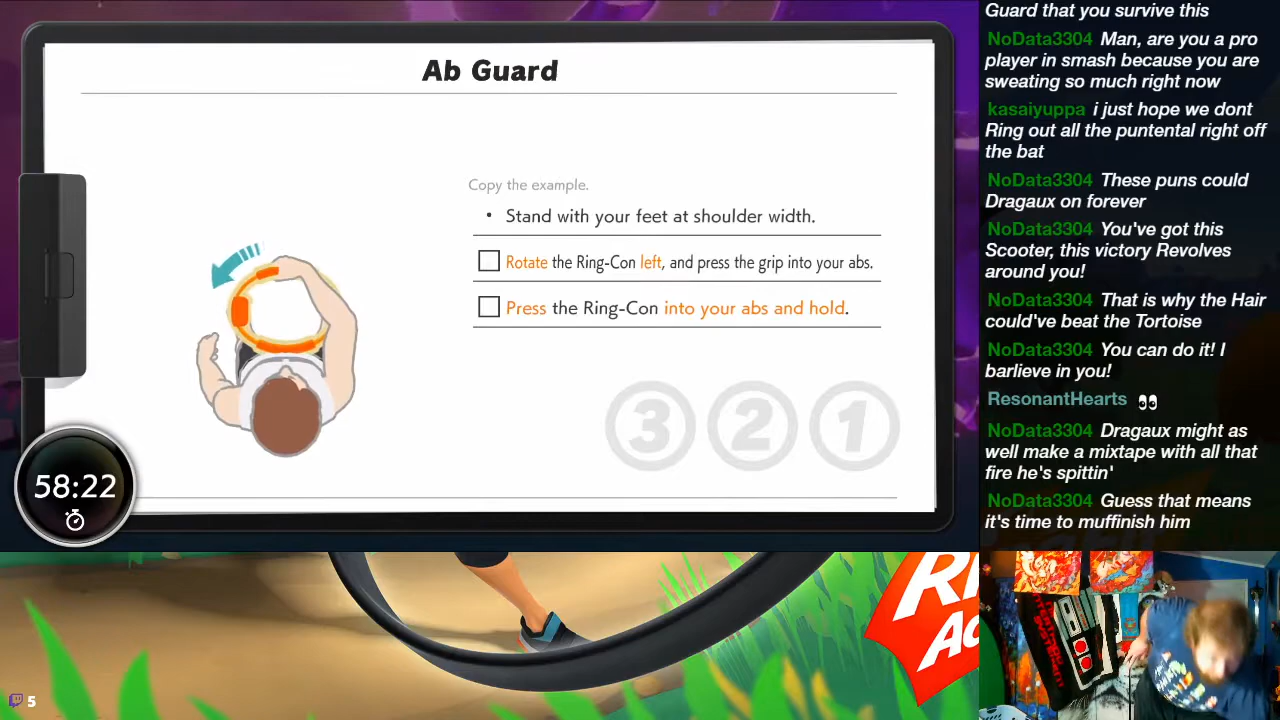 Ab Guard
Copy the example.
• Stand with your feet at shoulder width.
Rotate the Ring-Con left, and press the grip into your abs.
Press the Ring-Con into your abs and hold.
3 2 1
58:22
5
Guard that you survive this
NoData3304 Man, are you a pro
player in smash because you are
sweating so much right now
kasaiyuppa i just hope we dont
Ring out all the puntental right off
the bat
NoData3304 These puns could
Dragaux on forever
NoData3304 You've got this
Scooter, this victory Revolves
around you!
NoData3304 That is why the Hair
could've beat the Tortoise
NoData3304 You can do it! I
barlieve in you!
ResonantHearts
NoData3304 Dragaux might as
well make a mixtape with all that
fire he's spittin'
NoData3304 Guess that means
it's time to muffinish him